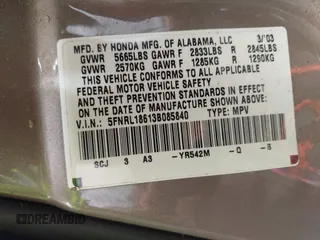 MFD. BY HONDA MFG. OF ALABAMA, LLC 3/03
GVWR 5665LBS GAWR F 2833LBS R 2845LBS
GVWR 2570KG GAWR F 1285KG R 1290KG
THIS VEHICLE CONFORMS TO ALL APPLICABLE
FEDERAL MOTOR VEHICLE SAFETY
AND THEFT PREVENTION STANDARDS IN EFFECT
ON THE DATE OF MANUFACTURE SHOWN ABOVE.
V.I.N: 5FNRL18613B085840 TYPE: MPV
SCJ 3 A3 -YR542M -Q -B
DREAMBID